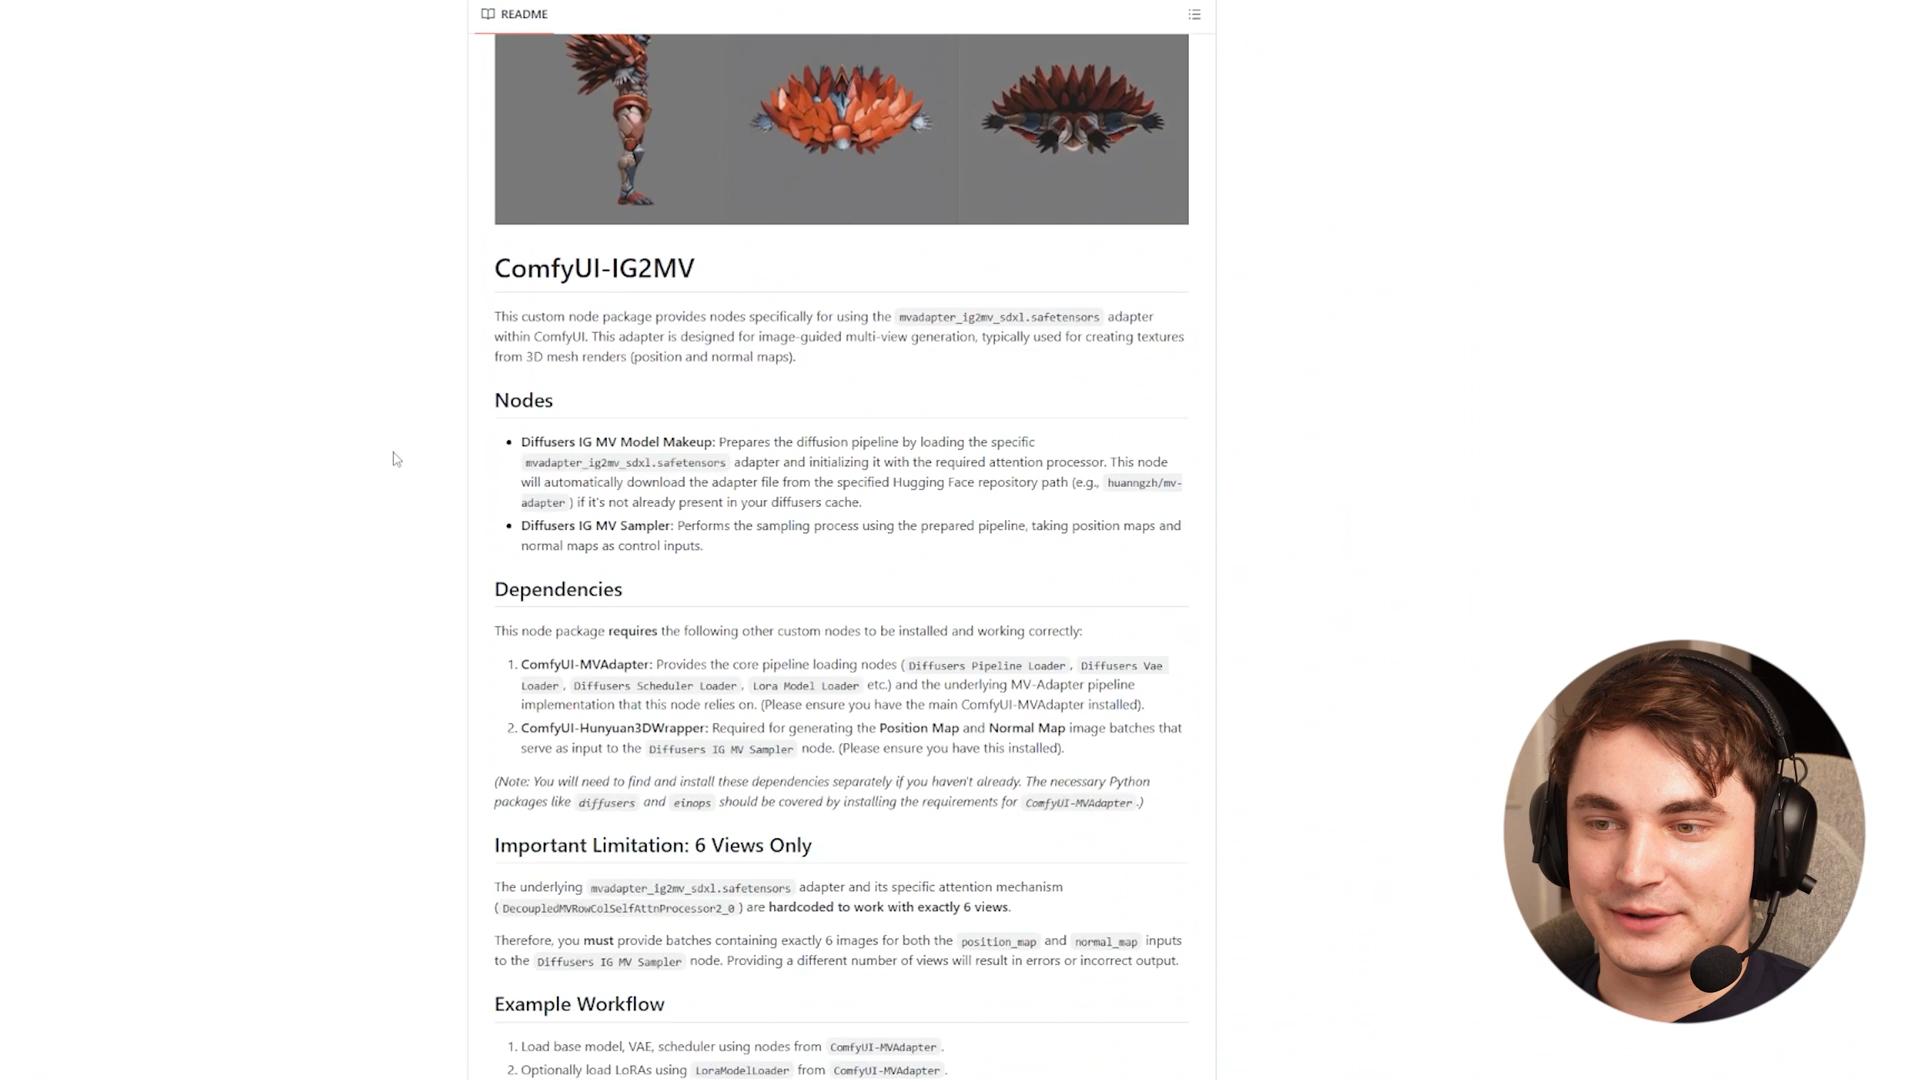 README
ComfyUI-IG2MV
This custom node package provides nodes specifically for using the mvadapter_ig2mv_sdxl.safetensors adapter
within ComfyUI. This adapter is designed for image-guided multi-view generation, typically used for creating textures
from 3D mesh renders (position and normal maps).
Nodes
• Diffusers IG MV Model Makeup: Prepares the diffusion pipeline by loading the specific
mvadapter_ig2mv_sdxl.safetensors adapter and initializing it with the required attention processor. This node
will automatically download the adapter file from the specified Hugging Face repository path (e.g., huanngzh/mv-
adapter ) if it's not already present in your diffusers cache.
• Diffusers IG MV Sampler: Performs the sampling process using the prepared pipeline, taking position maps and
normal maps as control inputs.
Dependencies
This node package requires the following other custom nodes to be installed and working correctly:
1. ComfyUI-MVAdapter: Provides the core pipeline loading nodes ( Diffusers Pipeline Loader , Diffusers Vae
Loader , Diffusers Scheduler Loader , Lora Model Loader etc.) and the underlying MV-Adapter pipeline
implementation that this node relies on. (Please ensure you have the main ComfyUI-MVAdapter installed).
2. ComfyUI-Hunyuan3DWrapper: Required for generating the Position Map and Normal Map image batches that
serve as input to the Diffusers IG MV Sampler node. (Please ensure you have this installed).
(Note: You will need to find and install these dependencies separately if you haven't already. The necessary Python
packages like diffusers and einops should be covered by installing the requirements for ComfyUI-MVAdapter .)
Important Limitation: 6 Views Only
The underlying mvadapter_ig2mv_sdxl.safetensors adapter and its specific attention mechanism
( DecoupledMVRowColSelfAttnProcessor2_0 ) are hardcoded to work with exactly 6 views.
Therefore, you must provide batches containing exactly 6 images for both the position_map and normal_map inputs
to the Diffusers IG MV Sampler node. Providing a different number of views will result in errors or incorrect output.
Example Workflow
1. Load base model, VAE, scheduler using nodes from ComfyUI-MVAdapter .
2. Optionally load LoRAs using LoraModelLoader from ComfyUI-MVAdapter .